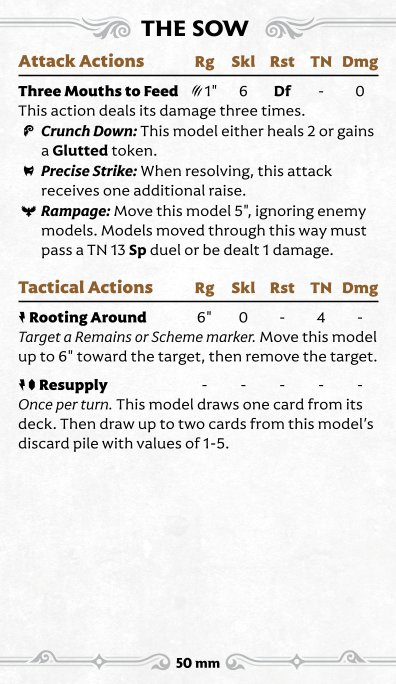 THE SOW
Attack Actions Rg Skl Rst TN Dmg
Three Mouths to Feed 1" 6 Df - 0
This action deals its damage three times.
Crunch Down: This model either heals 2 or gains
a Glutted token.
Precise Strike: When resolving, this attack
receives one additional raise.
Rampage: Move this model 5", ignoring enemy
models. Models moved through this way must
pass a TN 13 Sp duel or be dealt 1 damage.
Tactical Actions Rg Skl Rst TN Dmg
Rooting Around 6" 0 - 4 -
Target a Remains or Scheme marker. Move this model
up to 6" toward the target, then remove the target.
Resupply - - - - -
Once per turn. This model draws one card from its
deck. Then draw up to two cards from this model’s
discard pile with values of 1-5.
50 mm